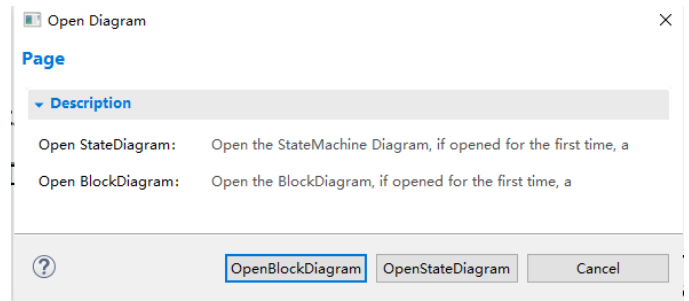 Open Diagram
Page
Description
Open StateDiagram: Open the StateMachine Diagram, if opened for the first time, a
Open BlockDiagram: Open the BlockDiagram, if opened for the first time, a
OpenBlockDiagram OpenStateDiagram Cancel